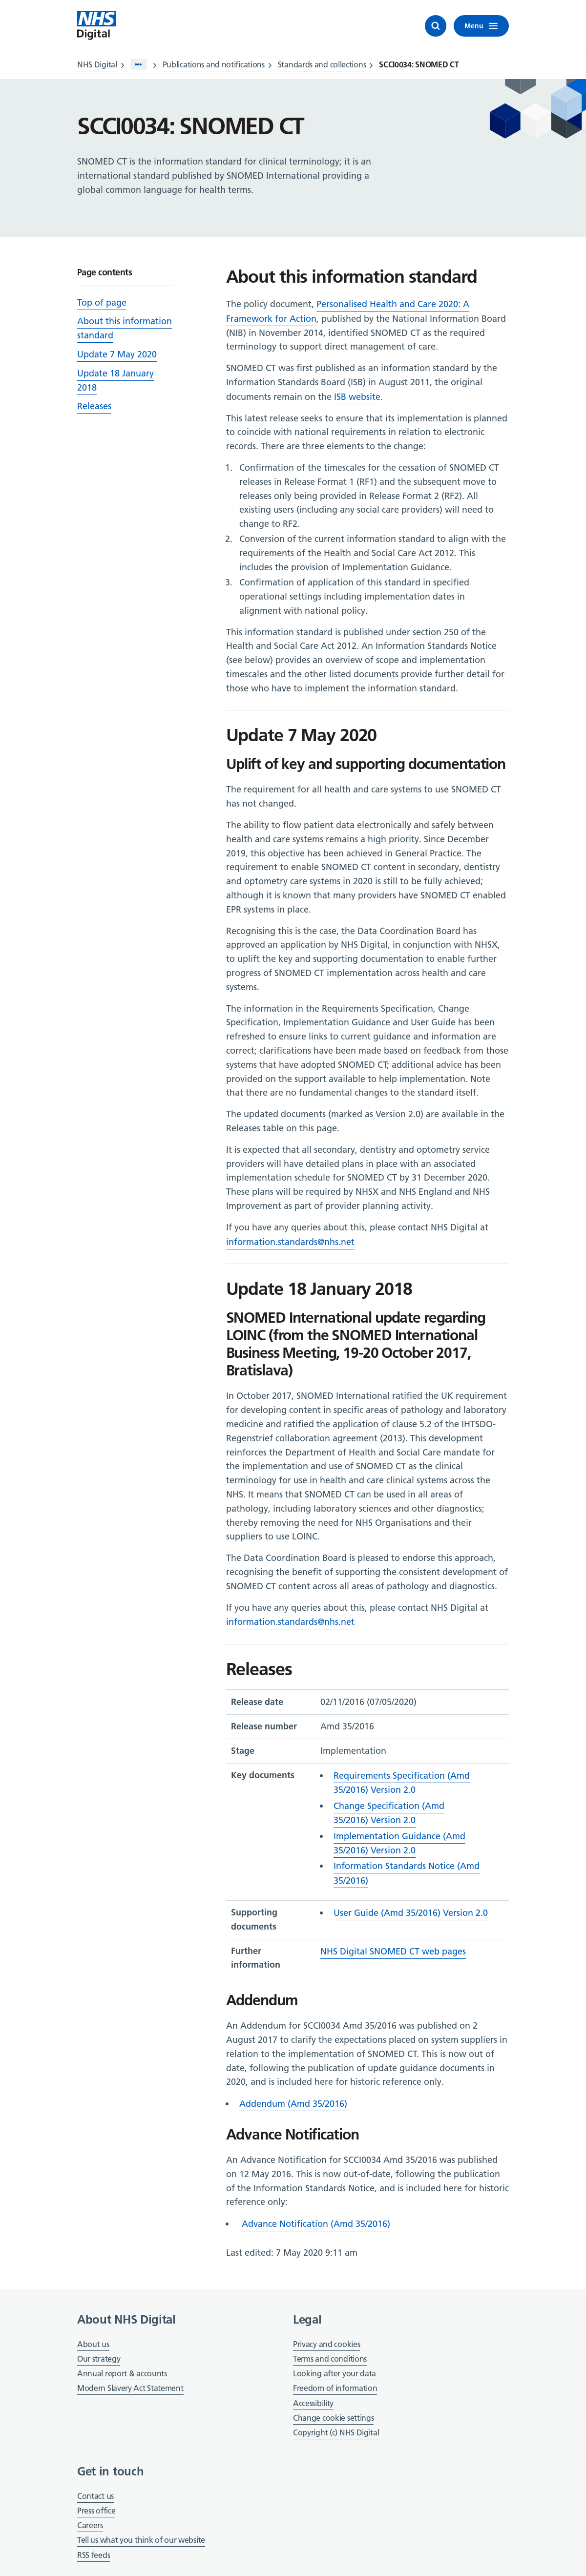 NHS
Digital
Menu
NHS Digital > ••• > Publications and notifications > Standards and collections > SCCI0034: SNOMED CT
SCCI0034: SNOMED CT
SNOMED CT is the information standard for clinical terminology; it is an
international standard published by SNOMED International providing a
global common language for health terms.
Page contents
Top of page
About this information
standard
Update 7 May 2020
Update 18 January
2018
Releases
About this information standard
The policy document, Personalised Health and Care 2020: A
Framework for Action, published by the National Information Board
(NIB) in November 2014, identified SNOMED CT as the required
terminology to support direct management of care.
SNOMED CT was first published as an information standard by the
Information Standards Board (ISB) in August 2011, the original
documents remain on the ISB website.
This latest release seeks to ensure that its implementation is planned
to coincide with national requirements in relation to electronic
records. There are three elements to the change:
1. Confirmation of the timescales for the cessation of SNOMED CT
releases in Release Format 1 (RF1) and the subsequent move to
releases only being provided in Release Format 2 (RF2). All
existing users (including any social care providers) will need to
change to RF2.
2. Conversion of the current information standard to align with the
requirements of the Health and Social Care Act 2012. This
includes the provision of Implementation Guidance.
3. Confirmation of application of this standard in specified
operational settings including implementation dates in
alignment with national policy.
This information standard is published under section 250 of the
Health and Social Care Act 2012. An Information Standards Notice
(see below) provides an overview of scope and implementation
timescales and the other listed documents provide further detail for
those who have to implement the information standard.
Update 7 May 2020
Uplift of key and supporting documentation
The requirement for all health and care systems to use SNOMED CT
has not changed.
The ability to flow patient data electronically and safely between
health and care systems remains a high priority. Since December
2019, this objective has been achieved in General Practice. The
requirement to enable SNOMED CT content in secondary, dentistry
and optometry care systems in 2020 is still to be fully achieved;
although it is known that many providers have SNOMED CT enabled
EPR systems in place.
Recognising this is the case, the Data Coordination Board has
approved an application by NHS Digital, in conjunction with NHSX,
to uplift the key and supporting documentation to enable further
progress of SNOMED CT implementation across health and care
systems.
The information in the Requirements Specification, Change
Specification, Implementation Guidance and User Guide has been
refreshed to ensure links to current guidance and information are
correct; clarifications have been made based on feedback from those
systems that have adopted SNOMED CT; additional advice has been
provided on the support available to help implementation. Note
that there are no fundamental changes to the standard itself.
The updated documents (marked as Version 2.0) are available in the
Releases table on this page.
It is expected that all secondary, dentistry and optometry service
providers will have detailed plans in place with an associated
implementation schedule for SNOMED CT by 31 December 2020.
These plans will be required by NHSX and NHS England and NHS
Improvement as part of provider planning activity.
If you have any queries about this, please contact NHS Digital at
information.standards@nhs.net
Update 18 January 2018
SNOMED International update regarding
LOINC (from the SNOMED International
Business Meeting, 19-20 October 2017,
Bratislava)
In October 2017, SNOMED International ratified the UK requirement
for developing content in specific areas of pathology and laboratory
medicine and ratified the application of clause 5.2 of the IHTSDO-
Regenstrief collaboration agreement (2013). This development
reinforces the Department of Health and Social Care mandate for
the implementation and use of SNOMED CT as the clinical
terminology for use in health and care clinical systems across the
NHS. It means that SNOMED CT can be used in all areas of
pathology, including laboratory sciences and other diagnostics;
thereby removing the need for NHS Organisations and their
suppliers to use LOINC.
The Data Coordination Board is pleased to endorse this approach,
recognising the benefit of supporting the consistent development of
SNOMED CT content across all areas of pathology and diagnostics.
If you have any queries about this, please contact NHS Digital at
information.standards@nhs.net
Releases
Release date 02/11/2016 (07/05/2020)
Release number Amd 35/2016
Stage Implementation
Key documents
• Requirements Specification (Amd
35/2016) Version 2.0
• Change Specification (Amd
35/2016) Version 2.0
• Implementation Guidance (Amd
35/2016) Version 2.0
• Information Standards Notice (Amd
35/2016)
Supporting
documents
• User Guide (Amd 35/2016) Version 2.0
Further
information
NHS Digital SNOMED CT web pages
Addendum
An Addendum for SCCI0034 Amd 35/2016 was published on 2
August 2017 to clarify the expectations placed on system suppliers in
relation to the implementation of SNOMED CT. This is now out of
date, following the publication of update guidance documents in
2020, and is included here for historic reference only.
• Addendum (Amd 35/2016)
Advance Notification
An Advance Notification for SCCI0034 Amd 35/2016 was published
on 12 May 2016. This is now out-of-date, following the publication
of the Information Standards Notice, and is included here for historic
reference only:
• Advance Notification (Amd 35/2016)
Last edited: 7 May 2020 9:11 am
About NHS Digital
About us
Our strategy
Annual report & accounts
Modern Slavery Act Statement
Legal
Privacy and cookies
Terms and conditions
Looking after your data
Freedom of information
Accessibility
Change cookie settings
Copyright (c) NHS Digital
Get in touch
Contact us
Press office
Careers
Tell us what you think of our website
RSS feeds